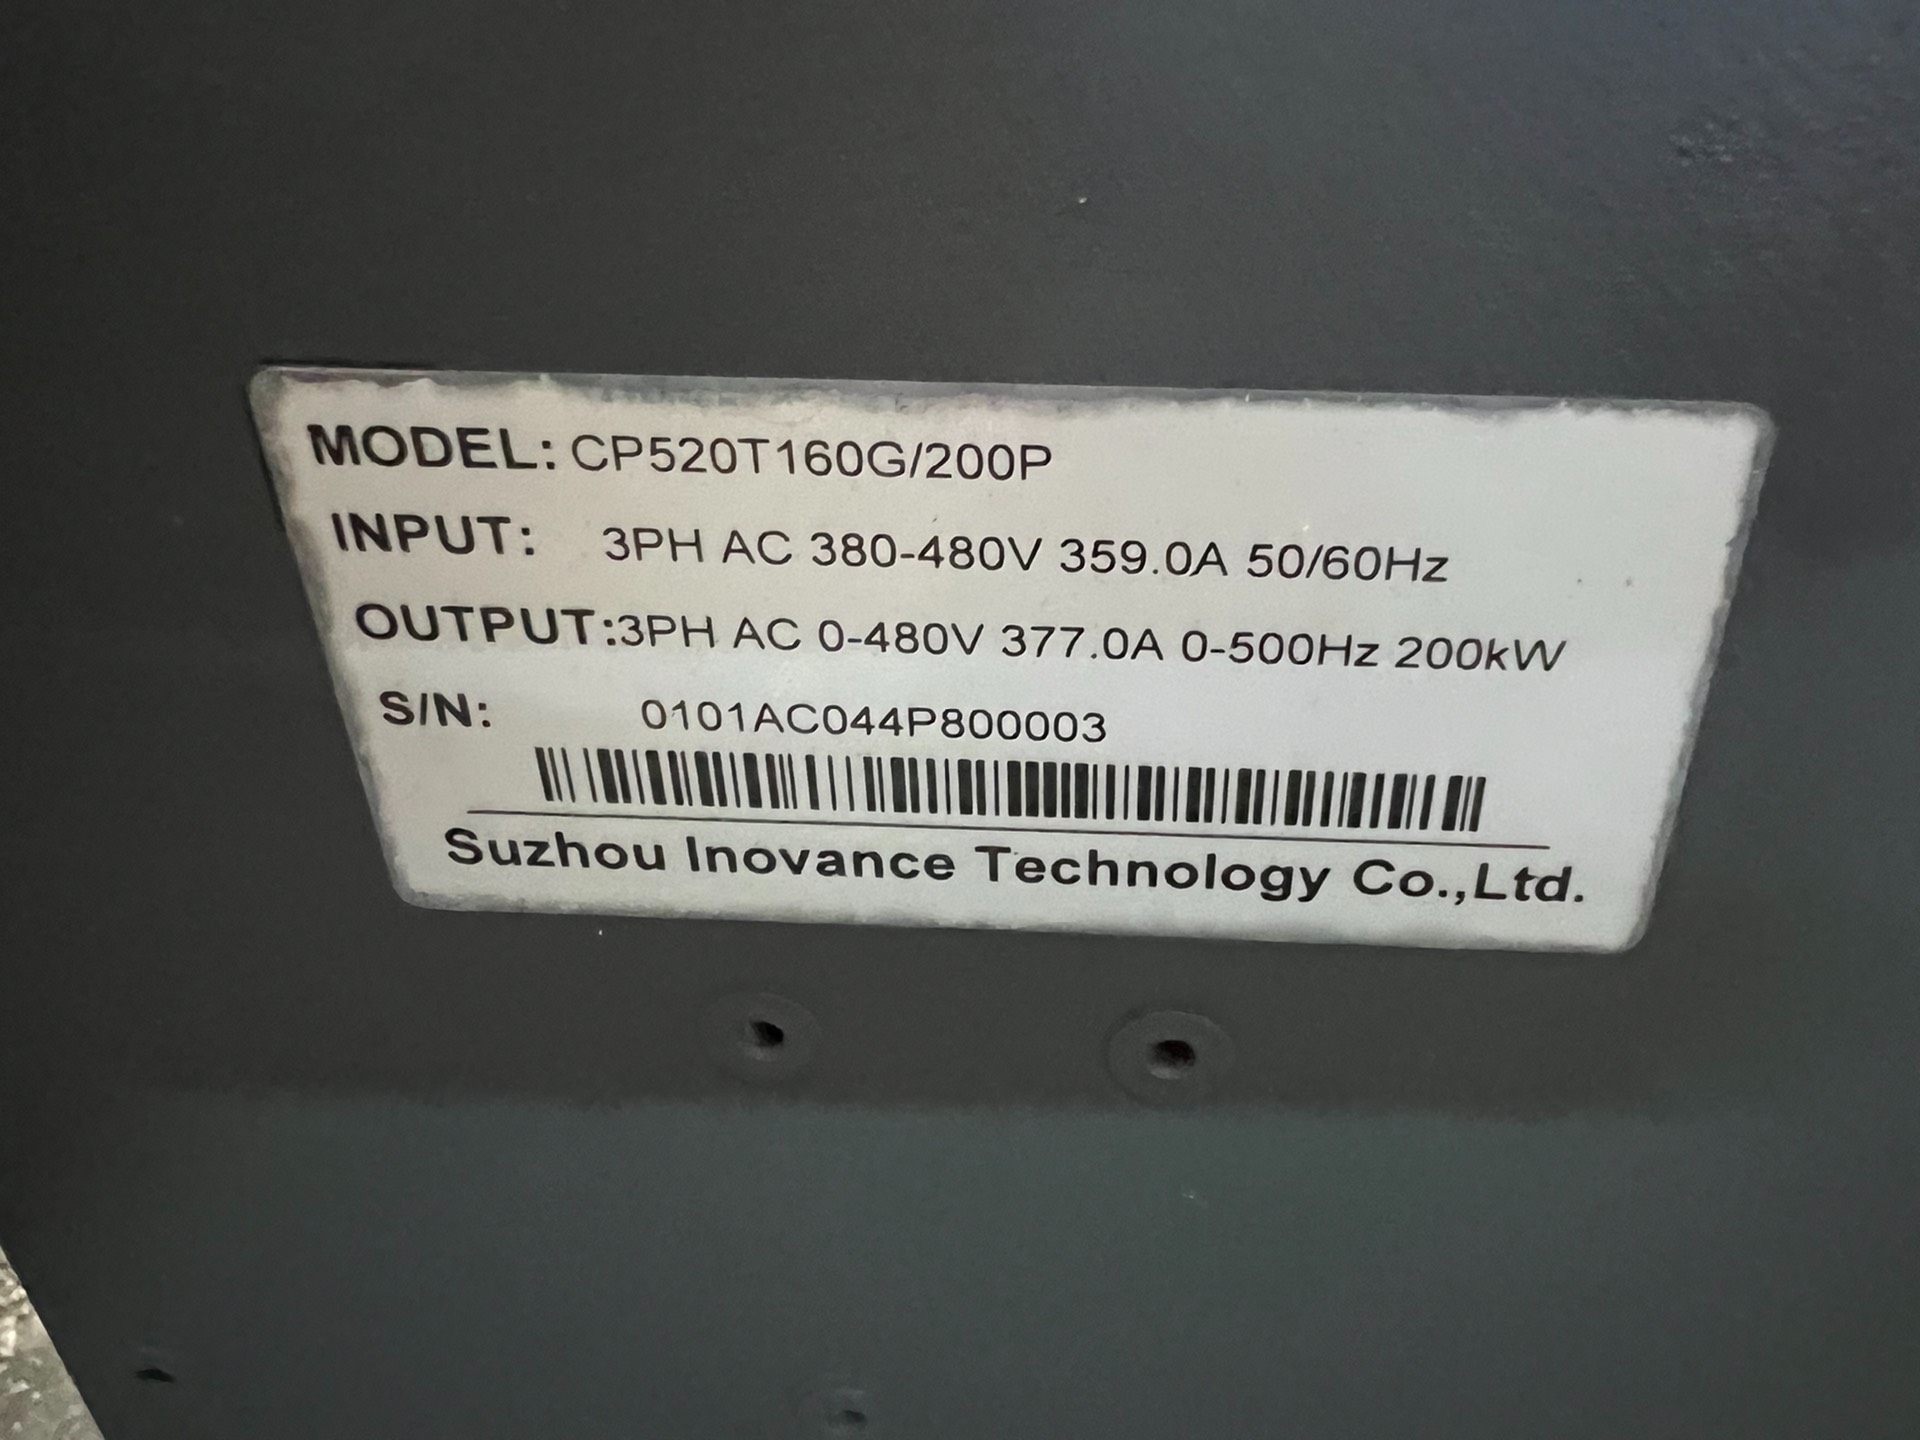 MODEL: CP520T160G/200P
INPUT: 3PH AC 380-480V 359.0A 50/60Hz
OUTPUT:3PH AC 0-480V 377.0A 0-500Hz 200kW
S/N: 0101AC044P800003
Suzhou Inovance Technology Co.,Ltd.